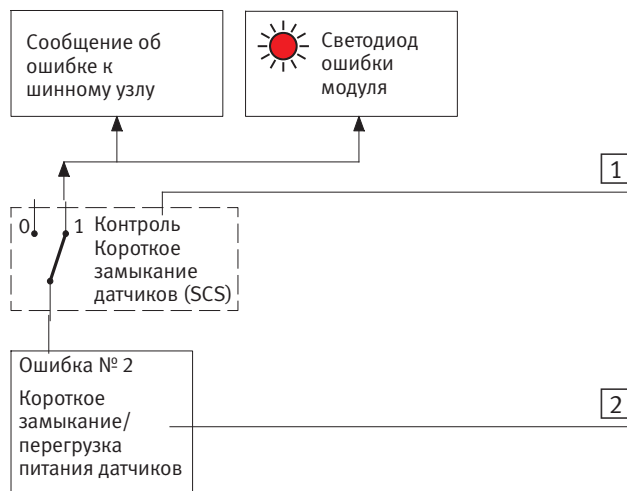 Сообщение об
ошибке к
шинному узлу
Светодиод
ошибки
модуля
1
0
1
Контроль
Короткое
замыкание
датчиков (SCS)
Ошибка № 2
Короткое
замыкание/
перегрузка
питания датчиков
2